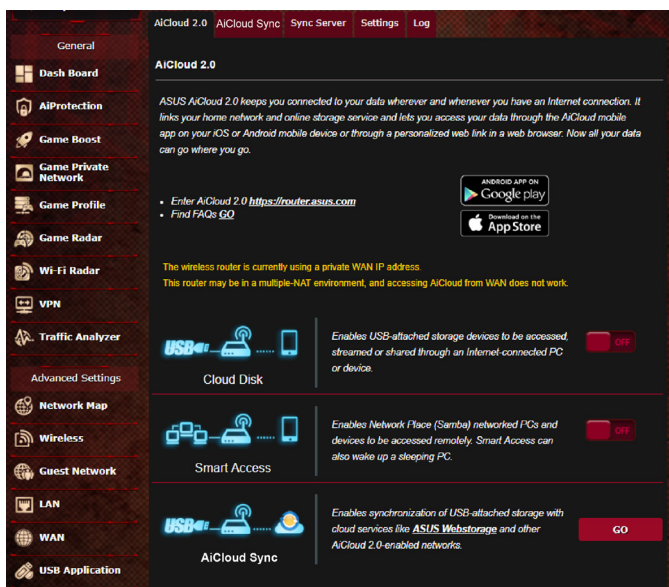 AiCloud 2.0 AiCloud Sync Sync Server Settings Log
General
Dash Board
AiProtection
Game Boost
Game Private
Network
Game Profile
Game Radar
Wi-Fi Radar
VPN
Traffic Analyzer
Advanced Settings
Network Map
Wireless
Guest Network
LAN
WAN
USB Application
AiCloud 2.0
ASUS AiCloud 2.0 keeps you connected to your data wherever and whenever you have an Internet connection. It
links your home network and online storage service and lets you access your data through the AiCloud mobile
app on your iOS or Android mobile device or through a personalized web link in a web browser. Now all your data
can go where you go.
• Enter AiCloud 2.0 https://router.asus.com
• Find FAQs GO
ANDROID APP ON
Google play
Download on the
App Store
The wireless router is currently using a private WAN IP address.
This router may be in a multiple-NAT environment, and accessing AiCloud from WAN does not work.
USB
Cloud Disk
Enables USB-attached storage devices to be accessed,
streamed or shared through an Internet-connected PC
or device.
OFF
Smart Access
Enables Network Place (Samba) networked PCs and
devices to be accessed remotely. Smart Access can
also wake up a sleeping PC.
OFF
USB
AiCloud Sync
Enables synchronization of USB-attached storage with
cloud services like ASUS Webstorage and other
AiCloud 2.0-enabled networks.
GO